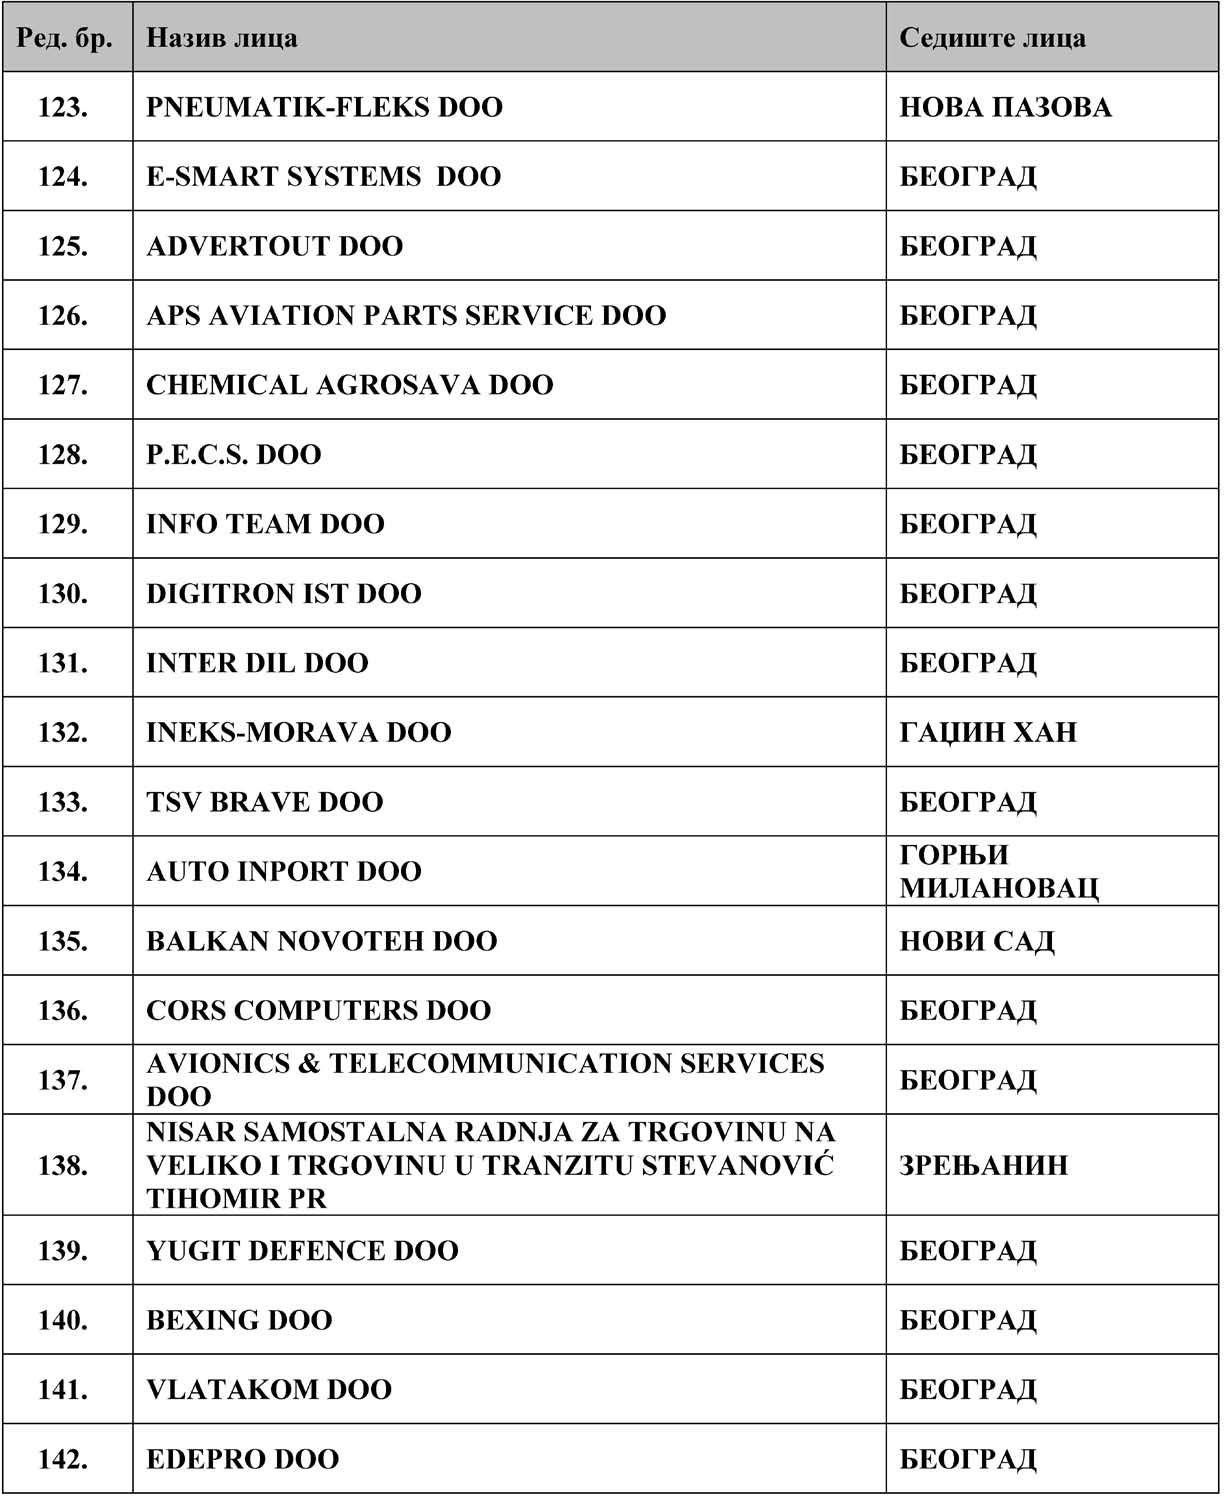 Ред. бр. Назив лица Седиште лица
123. PNEUMATIK-FLEKS DOO НОВА ПАЗОВА
124. E-SMART SYSTEMS DOO БЕОГРАД
125. ADVERTOUT DOO БЕОГРАД
126. APS AVIATION PARTS SERVICE DOO БЕОГРАД
127. CHEMICAL AGROSAVA DOO БЕОГРАД
128. P.E.C.S. DOO БЕОГРАД
129. INFO TEAM DOO БЕОГРАД
130. DIGITRON IST DOO БЕОГРАД
131. INTER DIL DOO БЕОГРАД
132. INEKS-MORAVA DOO ГАЏИН ХАН
133. TSV BRAVE DOO БЕОГРАД
134. AUTO INPORT DOO ГОРЊИ
МИЛАНОВАЦ
135. BALKAN NOVOTEH DOO НОВИ САД
136. CORS COMPUTERS DOO БЕОГРАД
137. AVIONICS & TELECOMMUNICATION SERVICES
DOO БЕОГРАД
138. NISAR SAMOSTALNA RADNJA ZA TRGOVINU NA
VELIKO I TRGOVINU U TRANZITU STEVANOVIĆ
TIHOMIR PR ЗРЕЊАНИН
139. YUGIT DEFENCE DOO БЕОГРАД
140. BEXING DOO БЕОГРАД
141. VLATAKOM DOO БЕОГРАД
142. EDEPRO DOO БЕОГРАД